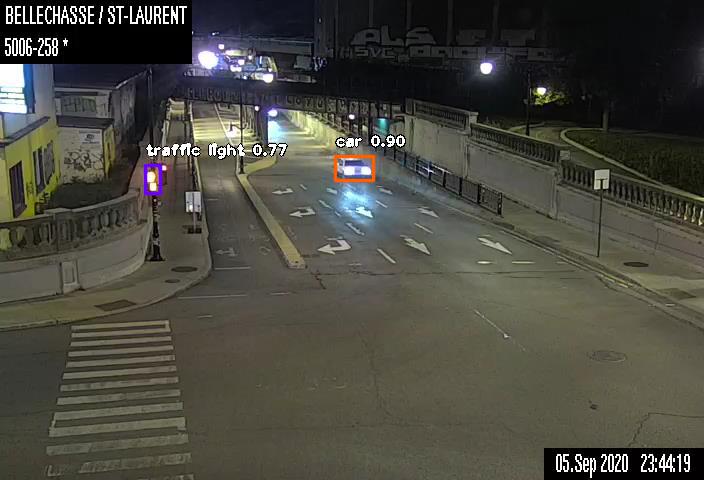 BELLECHASSE / ST-LAURENT
5006-258 *
traffic light 0.77
car 0.90
05.Sep 2020 23:44:19